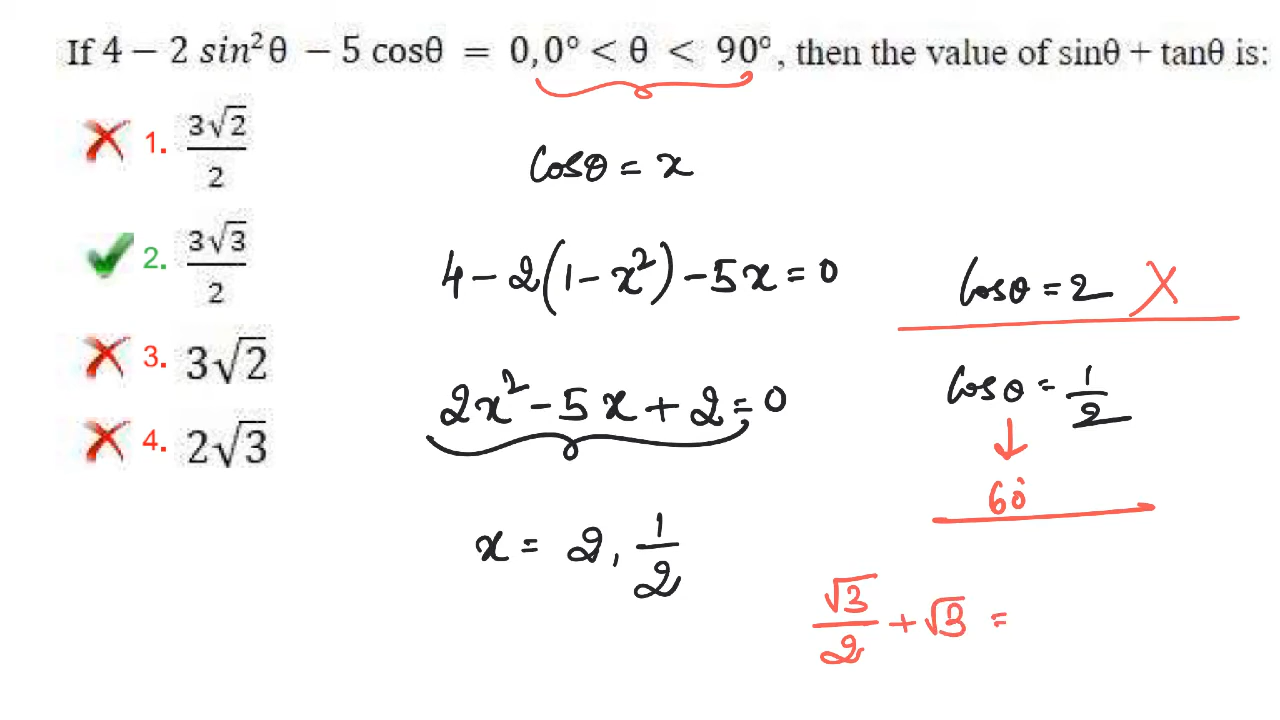 If 4 − 2 sin²θ − 5 cosθ = 0, 0° < θ < 90°, then the value of sinθ + tanθ is:
1. 3√2/2
2. 3√3/2
3. 3√2
4. 2√3
cosθ = x
4 − 2(1 − x²) − 5x = 0
2x² − 5x + 2 = 0
x = 2, 1/2
cosθ = 2 X
cosθ = 1/2
↓
60°
√3/2 + √3 =